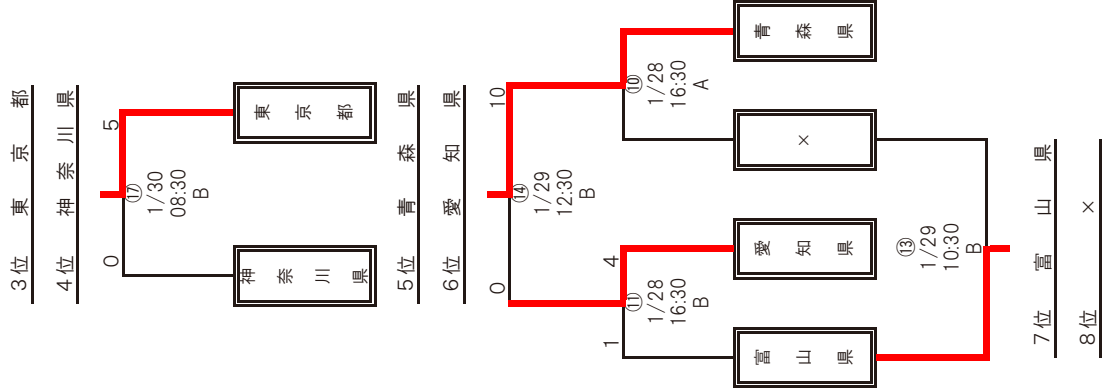 3位 東京都
4位 神奈川県
5
0
⑰
1/30
08:30
B
東京都
神奈川県
5位 青森県
6位 愛知県
10
0
⑭
1/29
12:30
B
⑩
1/28
16:30
A
4
1
⑪
1/28
16:30
B
青森県
×
愛知県
富山県
⑬
1/29
10:30
B
7位 富山県
8位 ×